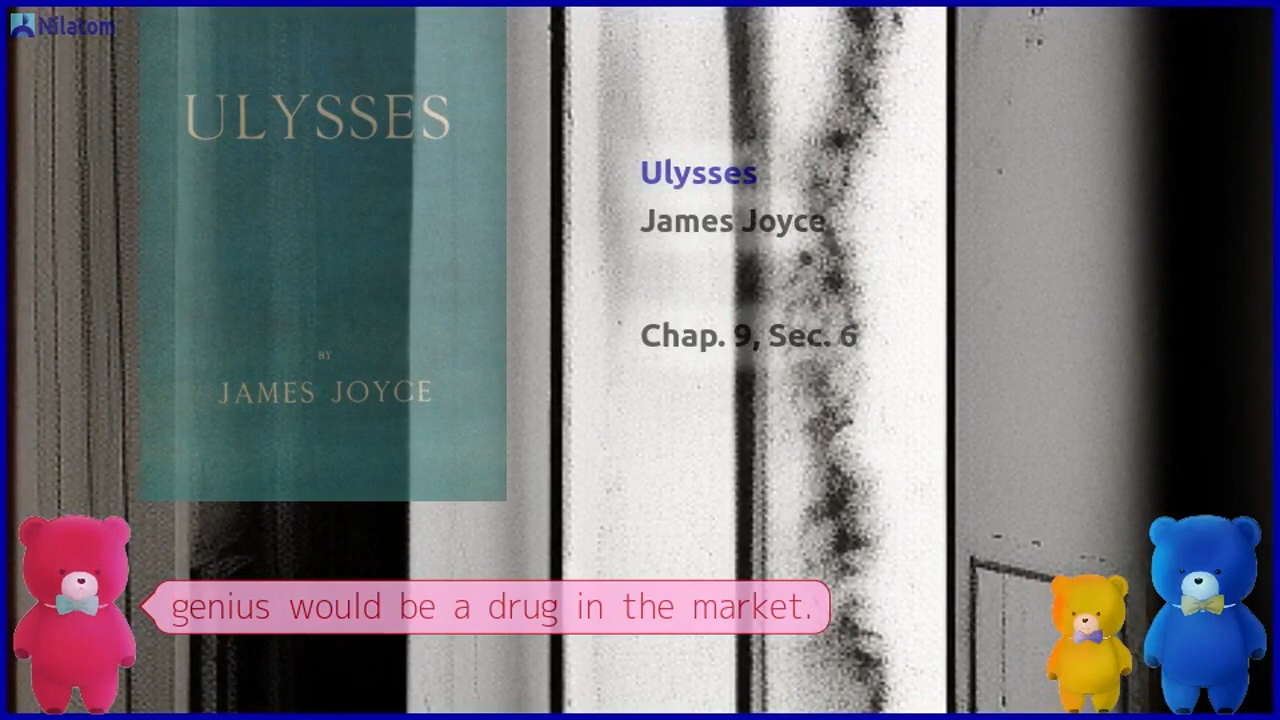 Nilatom
ULYSSES
BY
JAMES JOYCE
Ulysses
James Joyce
Chap. 9, Sec. 6
genius would be a drug in the market.